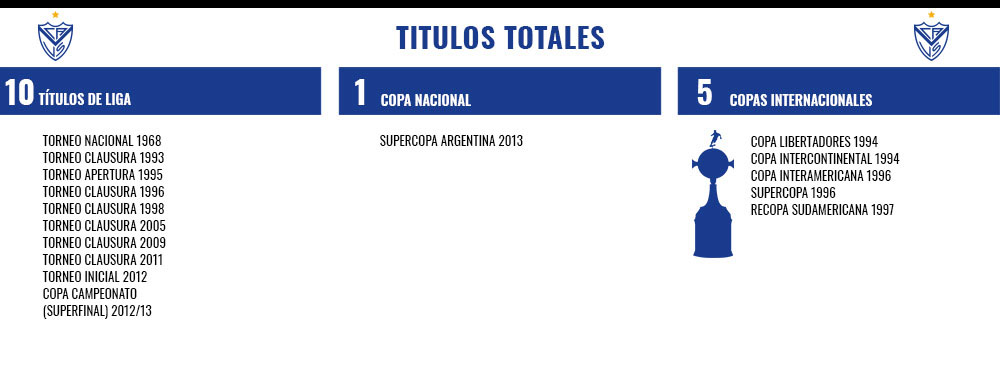 TITULOS TOTALES
10 TÍTULOS DE LIGA
TORNEO NACIONAL 1968
TORNEO CLAUSURA 1993
TORNEO APERTURA 1995
TORNEO CLAUSURA 1996
TORNEO CLAUSURA 1998
TORNEO CLAUSURA 2005
TORNEO CLAUSURA 2009
TORNEO CLAUSURA 2011
TORNEO INICIAL 2012
COPA CAMPEONATO
(SUPERFINAL) 2012/13
1 COPA NACIONAL
SUPERCOPA ARGENTINA 2013
5 COPAS INTERNACIONALES
COPA LIBERTADORES 1994
COPA INTERCONTINENTAL 1994
COPA INTERAMERICANA 1996
SUPERCOPA 1996
RECOPA SUDAMERICANA 1997